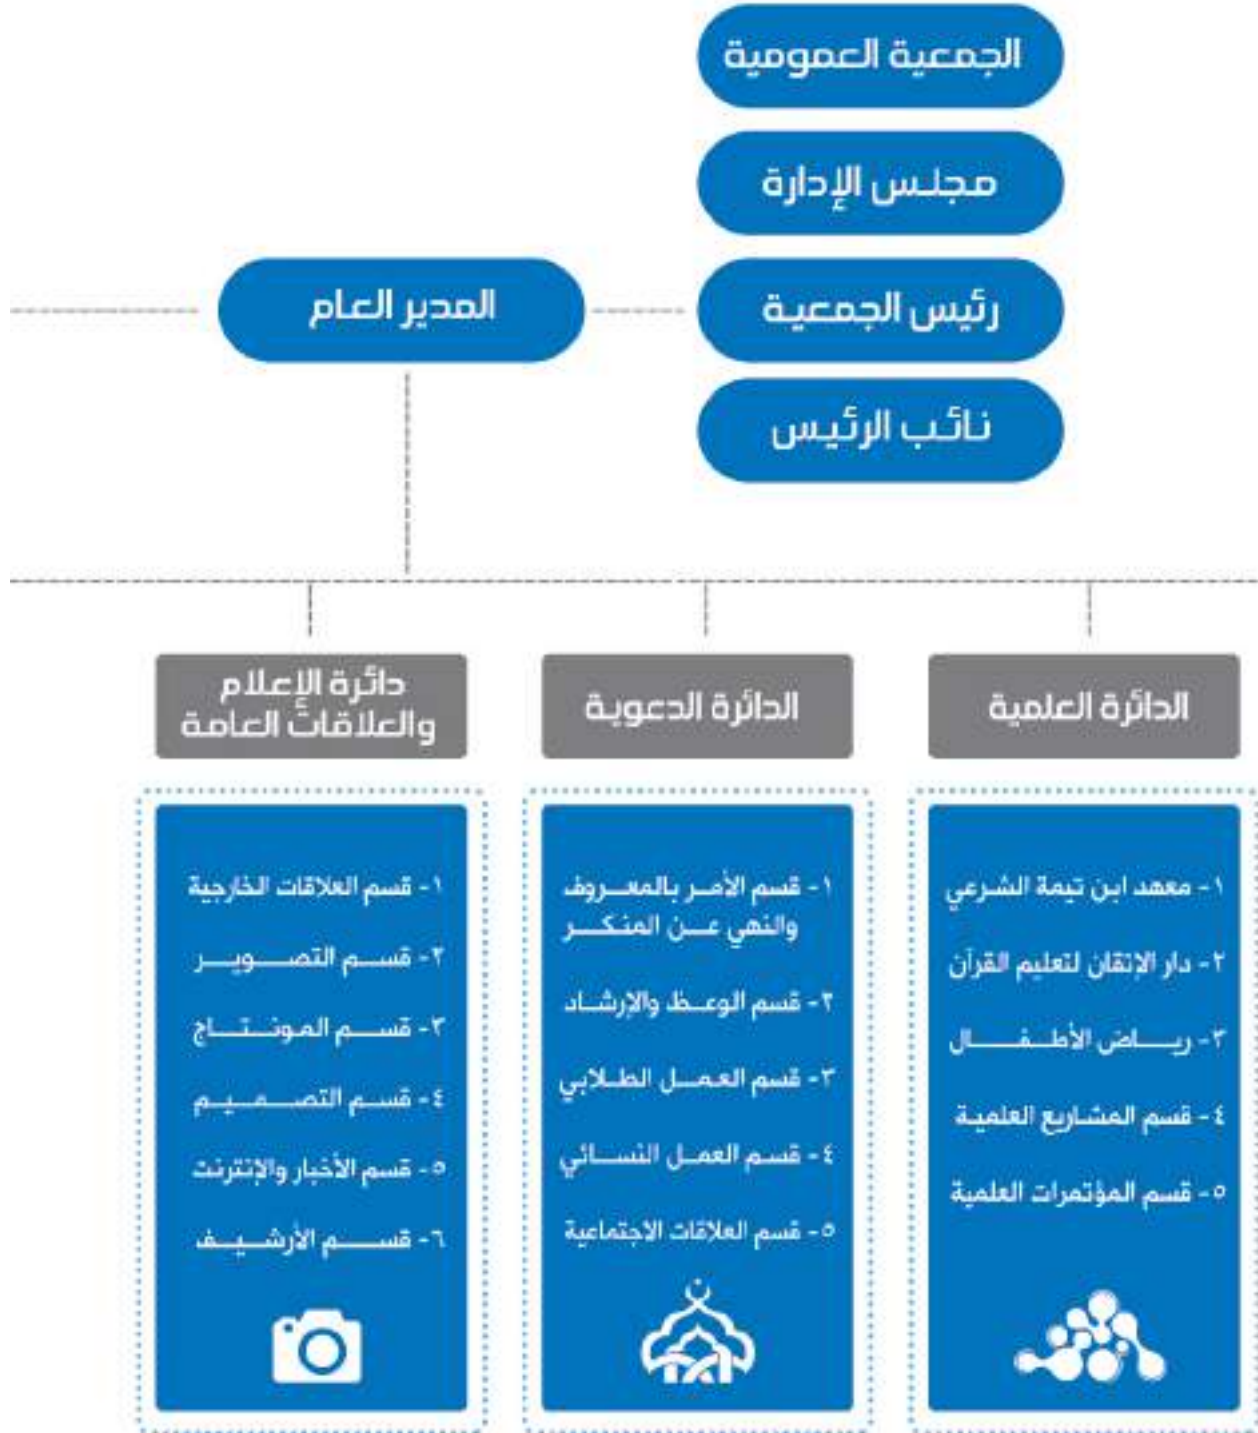 الجمعية العمومية
مجلس الإدارة
رئيس الجمعية
المدير العام
نائب الرئيس
الدائرة العلمية
١- معهد ابن تيمة الشرعي
٢- دار الإتقان لتعليم القرآن
٣- رياض الأطفال
٤- قسم المشاريع العلمية
٥- قسم المؤتمرات العلمية
الدائرة الدعوية
١- قسم الأمر بالمعروف
والنهي عن المنكر
٢- قسم الوعظ والإرشاد
٣- قسم العمل الطلابي
٤- قسم العمل النسائي
٥- قسم العلاقات الاجتماعية
دائرة الإعلام
والعلاقات العامة
١- قسم العلاقات الخارجية
٢- قسم التصوير
٣- قسم المونتاج
٤- قسم التصميم
٥- قسم الأخبار والإنترنت
٦- قسم الأرشيف